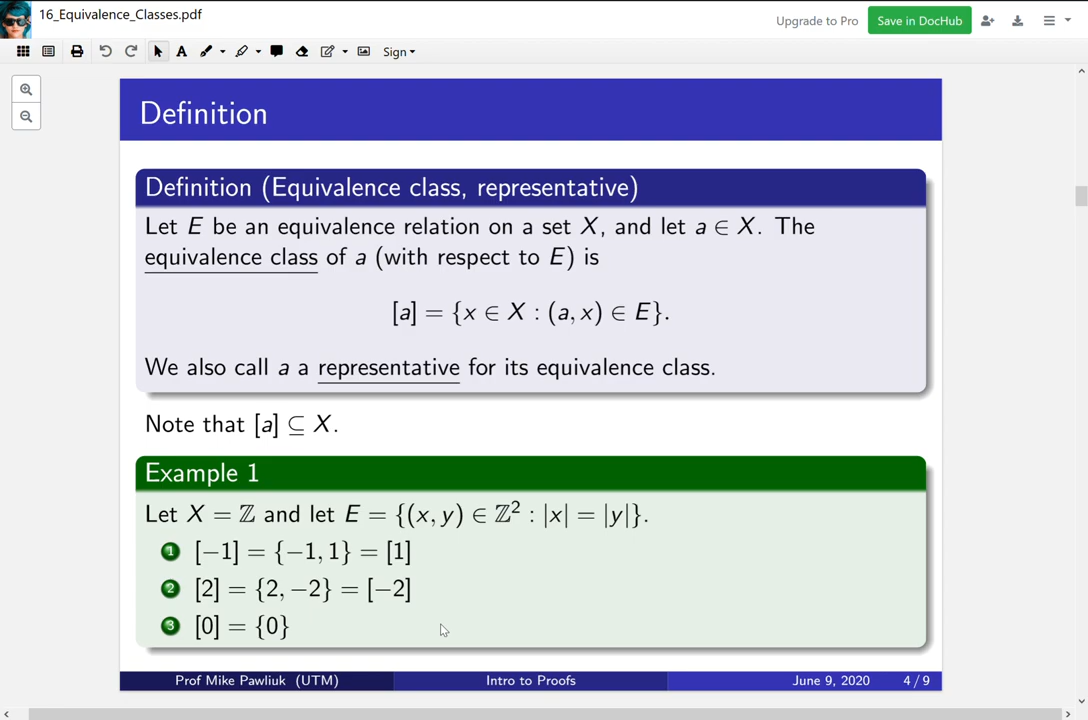 16_Equivalence_Classes.pdf
Upgrade to Pro
Save in DocHub
A
Sign
Definition
Definition (Equivalence class, representative)
Let E be an equivalence relation on a set X, and let a ∈ X. The
equivalence class of a (with respect to E) is
[a] = {x ∈ X : (a, x) ∈ E}.
We also call a a representative for its equivalence class.
Note that [a] ⊆ X.
Example 1
Let X = ℤ and let E = {(x, y) ∈ ℤ² : |x| = |y|}.
1 [−1] = {−1, 1} = [1]
2 [2] = {2, −2} = [−2]
3 [0] = {0}
Prof Mike Pawliuk (UTM) Intro to Proofs June 9, 2020 4 / 9